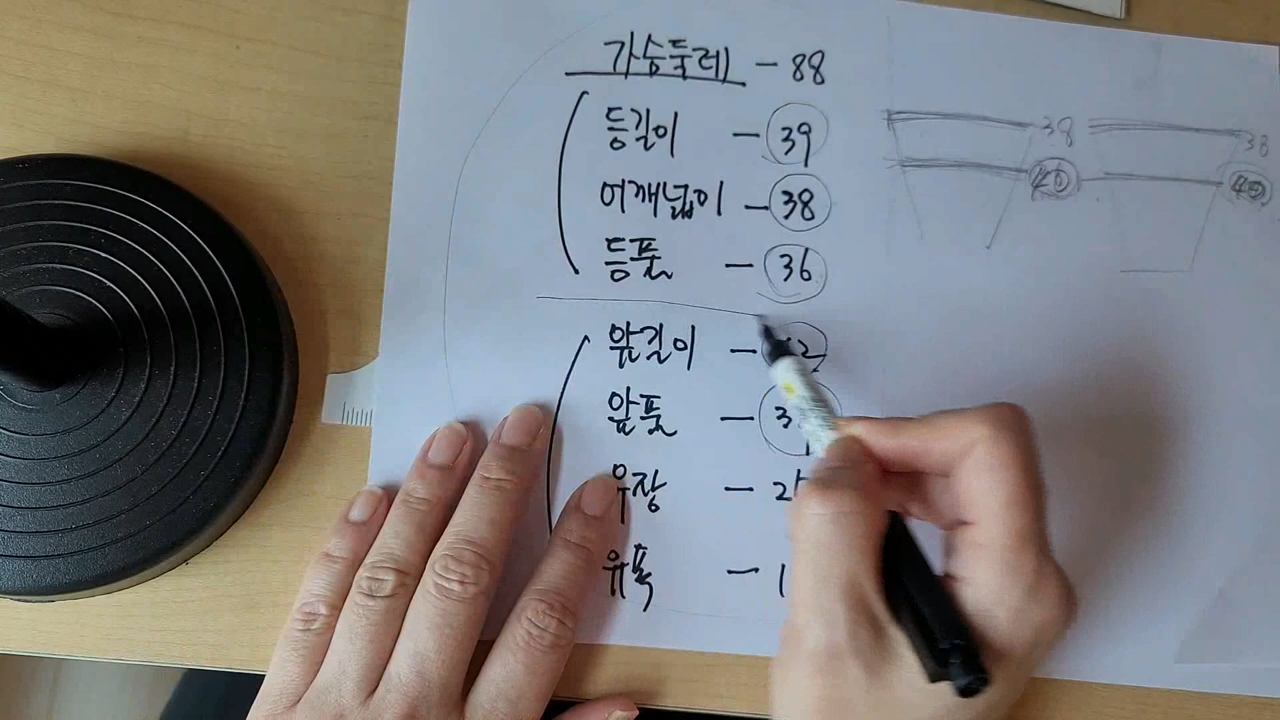 가슴둘레 - 88
등길이 - 39
어깨넓이 - 38
등품 - 36
앞길이 -
앞품 -
유장 -
유폭 -
38
40
38
40